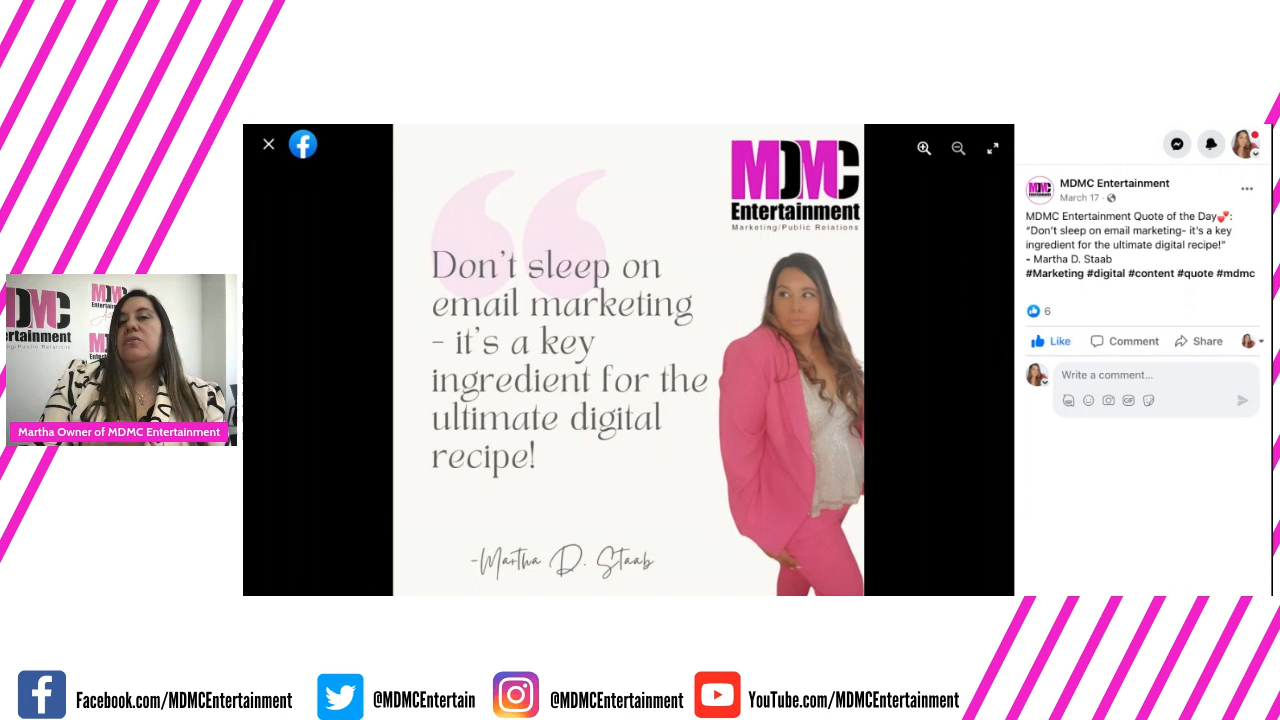 MDMC
Entertainment
Marketing/Public Relations
Don't sleep on
email marketing
- it's a key
ingredient for the
ultimate digital
recipe!
-Martha D. Staab
MDMC Entertainment
March 17 ·
MDMC Entertainment Quote of the Day💕:
"Don't sleep on email marketing- it's a key
ingredient for the ultimate digital recipe!"
- Martha D. Staab
#Marketing #digital #content #quote #mdmc
6
Like Comment Share
Write a comment...
GIF
Martha Owner of MDMC Entertainment
Facebook.com/MDMCEntertainment @MDMCEntertain @MDMCEntertainment YouTube.com/MDMCEntertainment